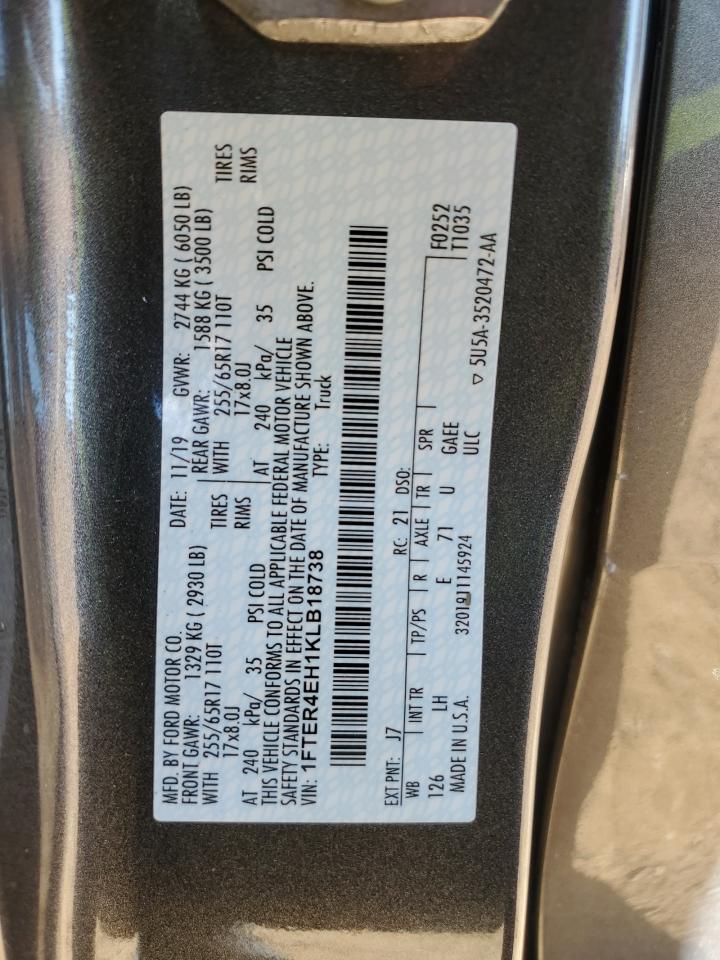 MFD. BY FORD MOTOR CO.
DATE: 11/19 GVWR: 2744 KG ( 6050 LB)
FRONT GAWR: 1329 KG ( 2930 LB) REAR GAWR: 1588 KG ( 3500 LB)
WITH 255/65R17 110T TIRES WITH 255/65R17 110T TIRES
17x8.0J RIMS 17x8.0J RIMS
AT 240 kPa/ 35 PSI COLD AT 240 kPa/ 35 PSI COLD
THIS VEHICLE CONFORMS TO ALL APPLICABLE FEDERAL MOTOR VEHICLE
SAFETY STANDARDS IN EFFECT ON THE DATE OF MANUFACTURE SHOWN ABOVE.
VIN: 1FTER4EH1KLB18738 TYPE: Truck
EXT PNT: J7 RC: 21 DSO: F0252
WB INT TR TP/PS R AXLE TR SPR T1035
126 LH E 71 U GAEE
MADE IN U.S.A. 320191145924 ULC
▽ 5U5A-3520472-AA